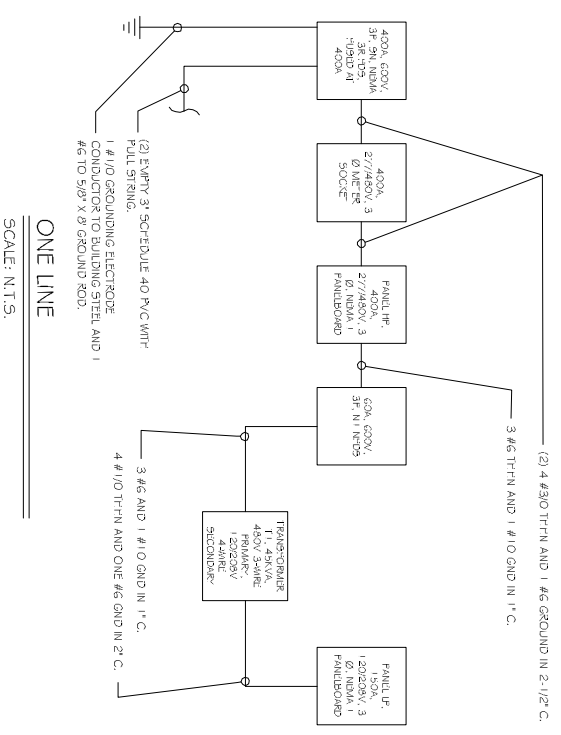 400A, 600V,
3P, SN, NEMA
3R HDS,
FUSED AT
400A
400A,
277/480V, 3
Ø METER
SOCKET
PANEL HP,
400A,
277/480V, 3
Ø, NEMA 1
PANELBOARD
60A, 600V,
3P, N1 NFDS
TRANSFORMER
T1, 45KVA,
480V 3-WIRE
PRIMARY,
120/208V
4-WIRE
SECONDARY
PANEL LP,
150A,
120/208V, 3
Ø, NEMA 1
PANELBOARD
(2) 4 #3/0 THHN AND 1 #6 GROUND IN 2-1/2" C.
3 #6 THHN AND 1 #10 GND IN 1" C.
3 #6 AND 1 #10 GND IN 1" C.
4 #1/0 THHN AND ONE #6 GND IN 2" C.
(2) EMPTY 3" SCHEDULE 40 PVC WITH
PULL STRING.
1 #1/0 GROUNDING ELECTRODE
CONDUCTOR TO BUILDING STEEL AND 1
#6 TO 5/8" X 8' GROUND ROD.
ONE LINE
SCALE: N.T.S.